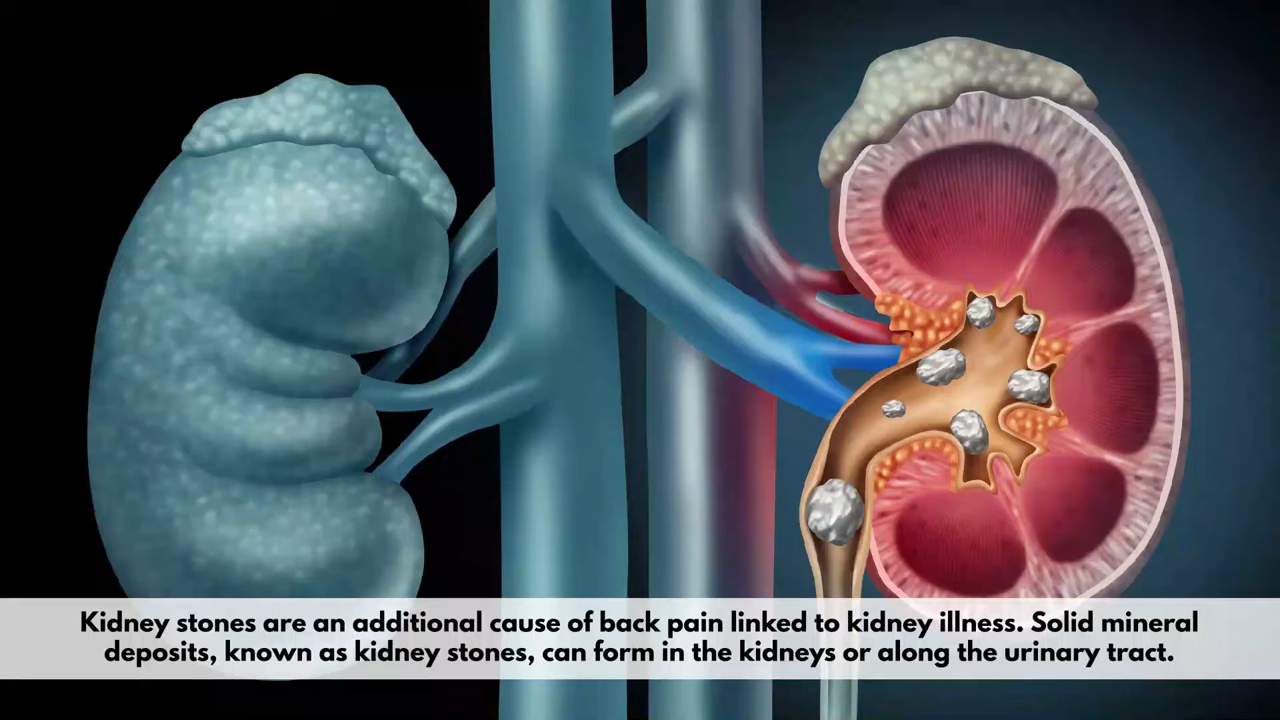 Kidney stones are an additional cause of back pain linked to kidney illness. Solid mineral
deposits, known as kidney stones, can form in the kidneys or along the urinary tract.